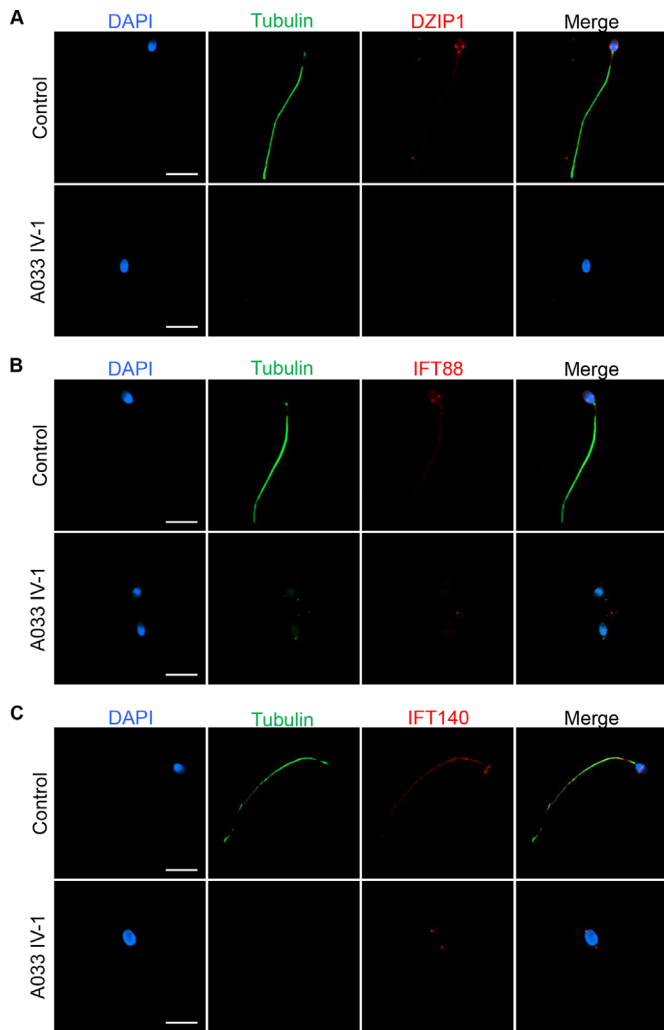 A
DAPI Tubulin DZIP1 Merge
Control
A033 IV-1
B
DAPI Tubulin IFT88 Merge
Control
A033 IV-1
C
DAPI Tubulin IFT140 Merge
Control
A033 IV-1